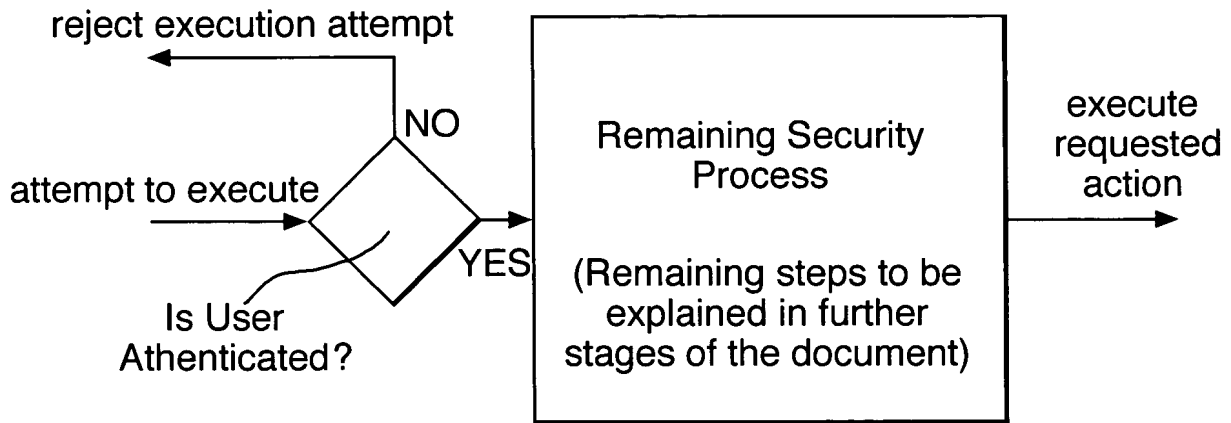 reject execution attempt
NO
attempt to execute
YES
Is User
Athenticated?
Remaining Security
Process
(Remaining steps to be
explained in further
stages of the document)
execute
requested
action